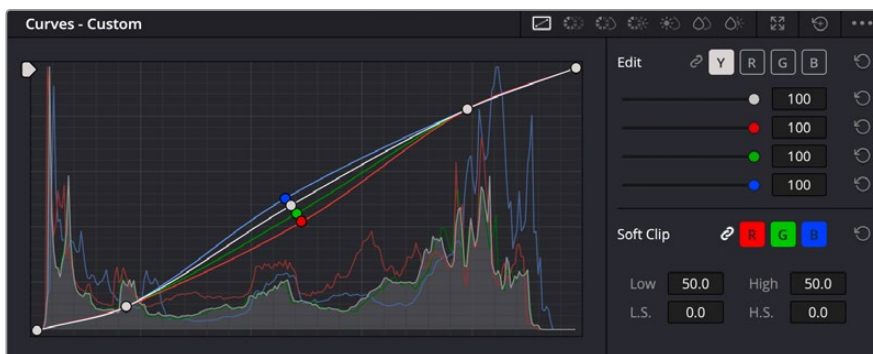 Curves - Custom
Edit Y R G B
100
100
100
100
Soft Clip R G B
Low 50.0 High 50.0
L.S. 0.0 H.S. 0.0